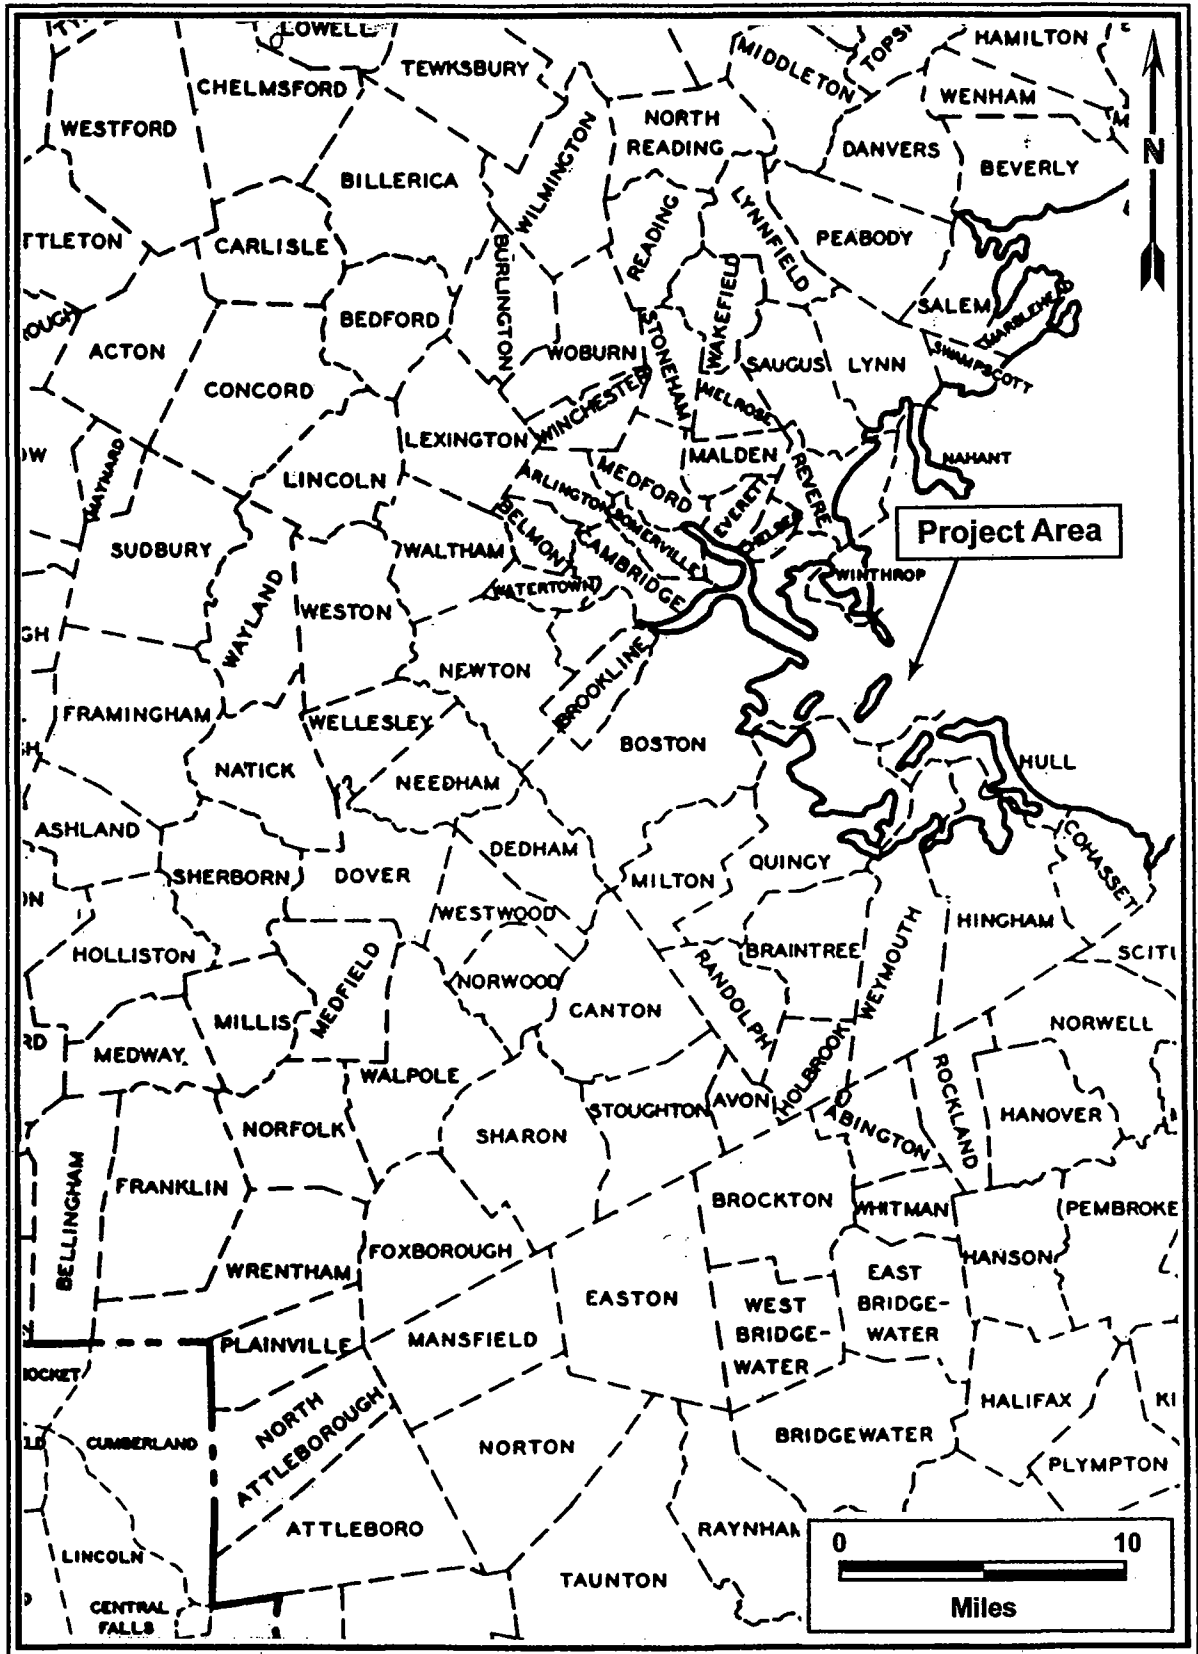 LOWELL
TEWKSBURY
MIDDLETON
HAMILTON
CHELMSFORD
WENHAM
WESTFORD
NORTH
READING
DANVERS
N
BEVERLY
BILLERICA
WILMINGTON
READING
LYNNFIELD
PEABODY
TTLETON
CARLISLE
BURLINGTON
WAKEFIELD
SALEM
MARBLEHEAD
BEDFORD
STONEHAM
ACTON
WOBURN
SAUGUS
LYNN
SWAMPSCOTT
CONCORD
WINCHESTER
MELROSE
LEXINGTON
MALDEN
REVERE
NAHANT
MAYNARD
LINCOLN
ARLINGTON
MEDFORD
EVERETT
CHELSEA
Project Area
SUDBURY
WALTHAM
BELMONT
CAMBRIDGE
SOMERVILLE
WINTHROP
WATERTOWN
WAYLAND
WESTON
NEWTON
BROOKLINE
FRAMINGHAM
WELLESLEY
BOSTON
NATICK
NEEDHAM
HULL
ASHLAND
DEDHAM
COHASSET
SHERBORN
DOVER
MILTON
QUINCY
WESTWOOD
HINGHAM
HOLLISTON
MEDFIELD
NORWOOD
RANDOLPH
BRAINTREE
WEYMOUTH
SCITU
MILLIS
CANTON
NORWELL
MEDWAY
WALPOLE
HOLBROOK
ROCKLAND
NORFOLK
SHARON
STOUGHTON
AVON
ABINGTON
HANOVER
BELLINGHAM
FRANKLIN
BROCKTON
WHITMAN
PEMBROKE
WRENTHAM
FOXBOROUGH
HANSON
EASTON
WEST
BRIDGE-
WATER
EAST
BRIDGE-
WATER
PLAINVILLE
MANSFIELD
OCKET
NORTH
ATTLEBOROUGH
HALIFAX
KI
CUMBERLAND
NORTON
BRIDGEWATER
PLYMPTON
ATTLEBORO
RAYNHAM
LINCOLN
TAUNTON
CENTRAL
FALLS
0 10
Miles